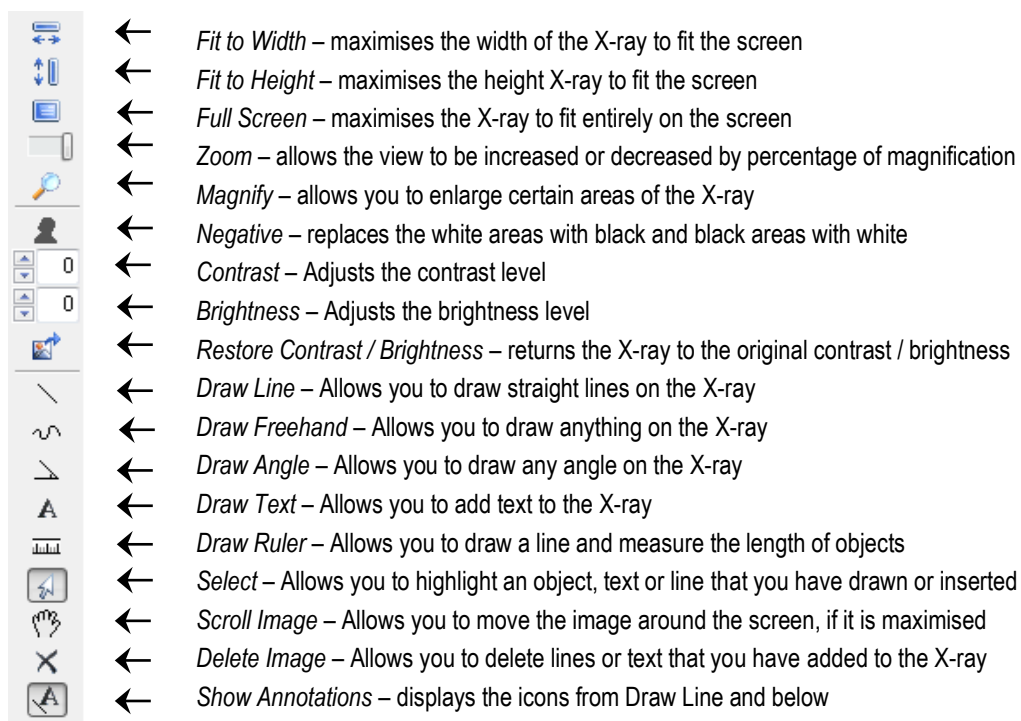 Fit to Width – maximises the width of the X-ray to fit the screen
Fit to Height – maximises the height X-ray to fit the screen
Full Screen – maximises the X-ray to fit entirely on the screen
Zoom – allows the view to be increased or decreased by percentage of magnification
Magnify – allows you to enlarge certain areas of the X-ray
Negative – replaces the white areas with black and black areas with white
0 Contrast – Adjusts the contrast level
0 Brightness – Adjusts the brightness level
Restore Contrast / Brightness – returns the X-ray to the original contrast / brightness
Draw Line – Allows you to draw straight lines on the X-ray
Draw Freehand – Allows you to draw anything on the X-ray
Draw Angle – Allows you to draw any angle on the X-ray
A Draw Text – Allows you to add text to the X-ray
Draw Ruler – Allows you to draw a line and measure the length of objects
Select – Allows you to highlight an object, text or line that you have drawn or inserted
Scroll Image – Allows you to move the image around the screen, if it is maximised
Delete Image – Allows you to delete lines or text that you have added to the X-ray
A Show Annotations – displays the icons from Draw Line and below